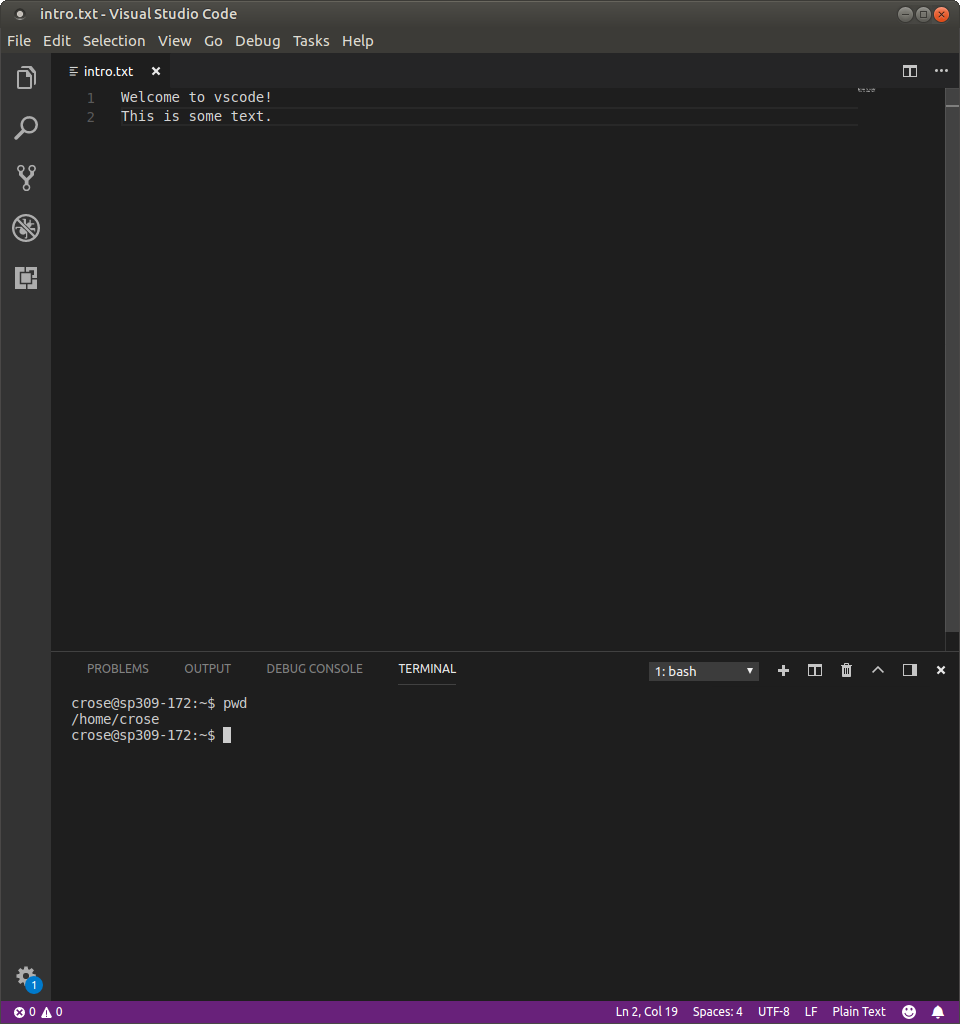 intro.txt - Visual Studio Code
File Edit Selection View Go Debug Tasks Help
intro.txt
1 Welcome to vscode!
2 This is some text.
PROBLEMS OUTPUT DEBUG CONSOLE TERMINAL 1: bash
crose@sp309-172:~$ pwd
/home/crose
crose@sp309-172:~$
1
0 0 Ln 2, Col 19 Spaces: 4 UTF-8 LF Plain Text